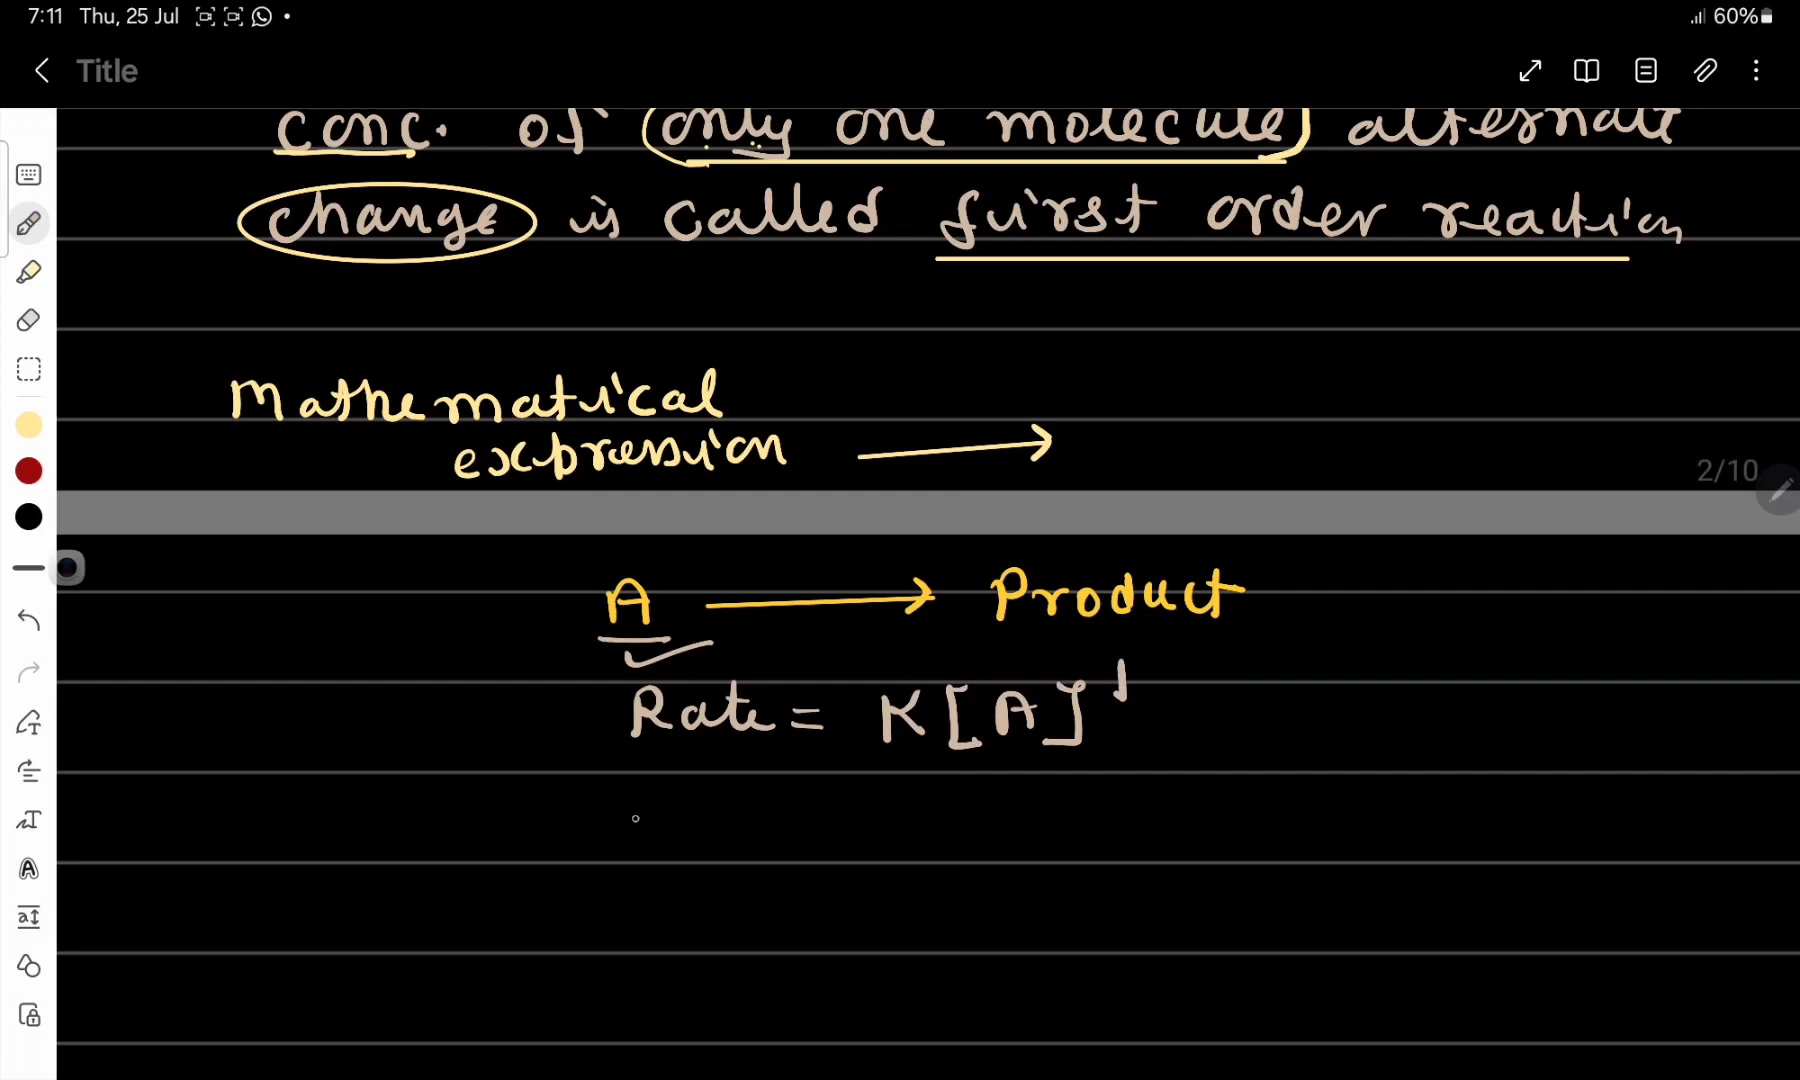 7:11 Thu, 25 Jul
60%
Title
conc. of only one molecule alternate
change is called first order reaction
Mathematical
expression →
2/10
A → Product
Rate = K[A]¹